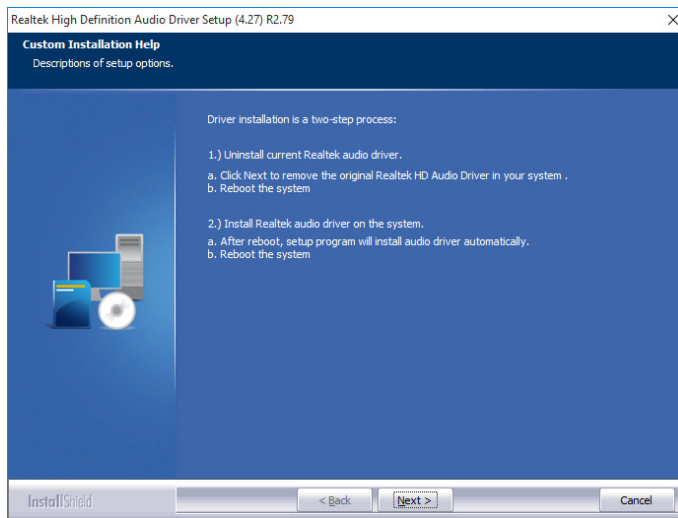 Realtek High Definition Audio Driver Setup (4.27) R2.79
Custom Installation Help
Descriptions of setup options.
Driver installation is a two-step process:
1.) Uninstall current Realtek audio driver.
a. Click Next to remove the original Realtek HD Audio Driver in your system .
b. Reboot the system
2.) Install Realtek audio driver on the system.
a. After reboot, setup program will install audio driver automatically.
b. Reboot the system
InstallShield
< Back
Next >
Cancel